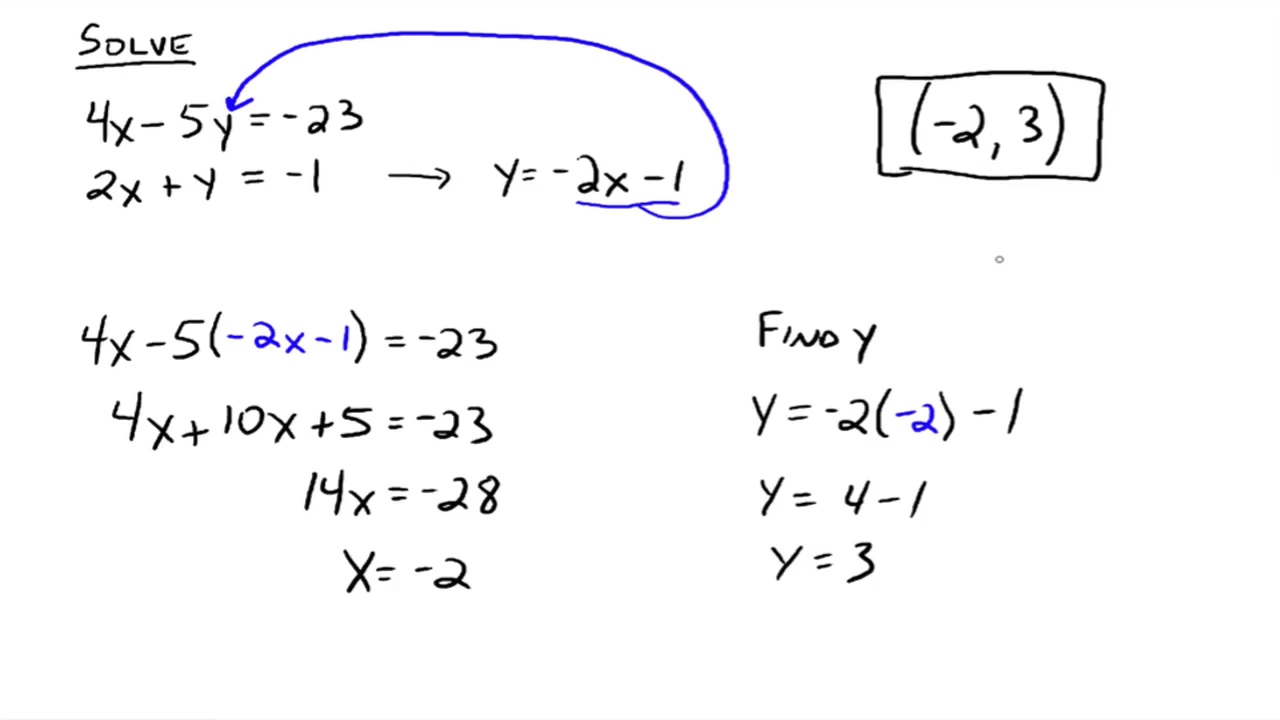 SOLVE
4x - 5y = -23
2x + y = -1 → y = -2x - 1
(-2, 3)
4x - 5(-2x - 1) = -23
4x + 10x + 5 = -23
14x = -28
x = -2
FIND y
y = -2(-2) - 1
y = 4 - 1
y = 3